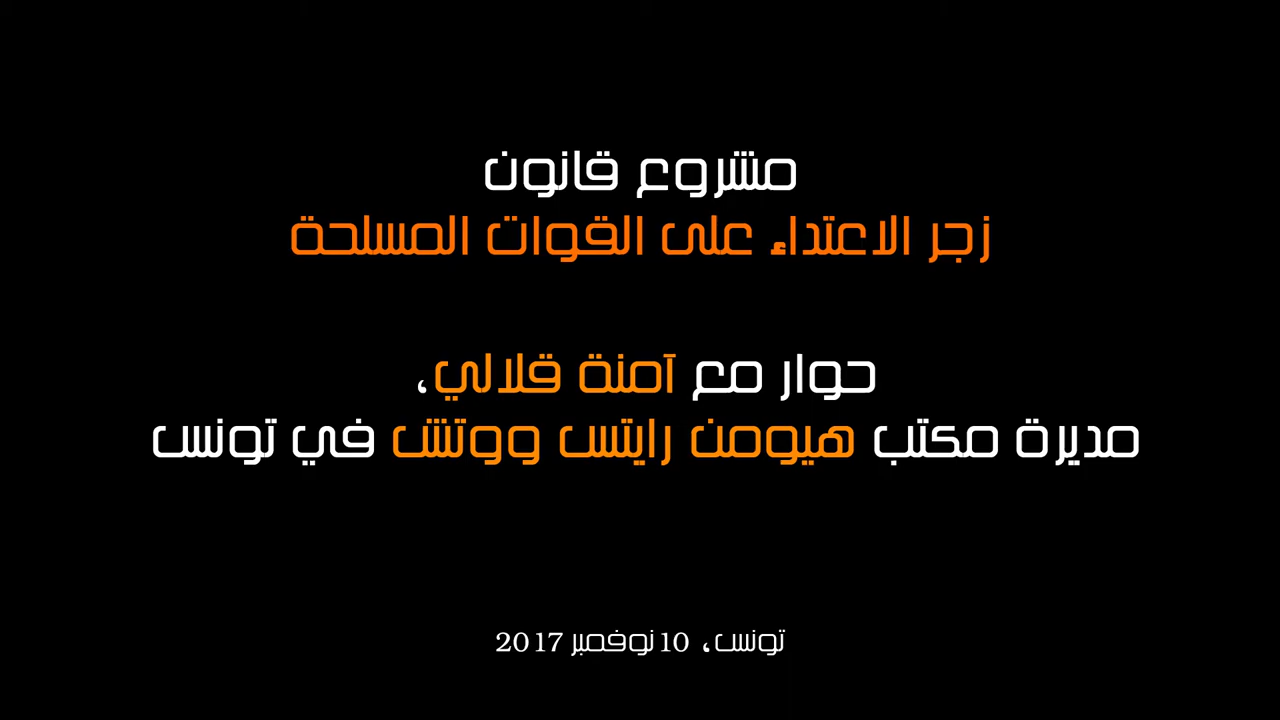 مشروع قانون
زجر الاعتداء على القوات المسلحة
حوار مع آمنة قلالي،
مديرة مكتب هيومن رايتس ووتش في تونس
تونس، 10 نوفمبر 2017